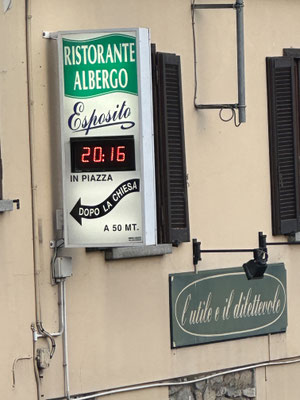 RISTORANTE
ALBERGO
Esposito
20:16
IN PIAZZA
DOPO LA CHIESA
A 50 MT.
l'utile e il dilettevole